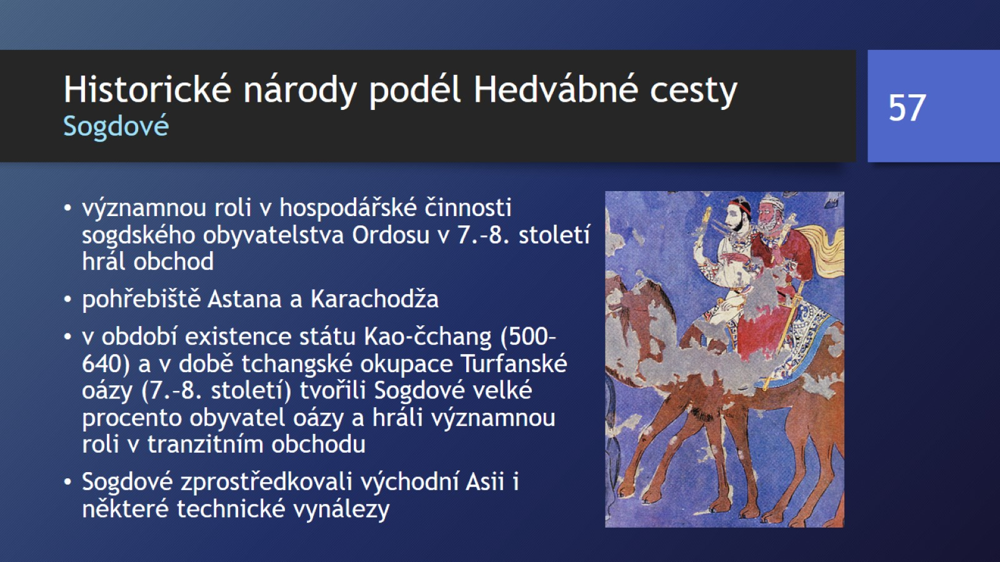 Historické národy podél Hedvábné cesty
Sogdové
57
• významnou roli v hospodářské činnosti
sogdského obyvatelstva Ordosu v 7.–8. století
hrál obchod
• pohřebiště Astana a Karachodža
• v období existence státu Kao-čchang (500–
640) a v době tchangské okupace Turfanské
oázy (7.–8. století) tvořili Sogdové velké
procento obyvatel oázy a hráli významnou
roli v tranzitním obchodu
• Sogdové zprostředkovali východní Asii i
některé technické vynálezy